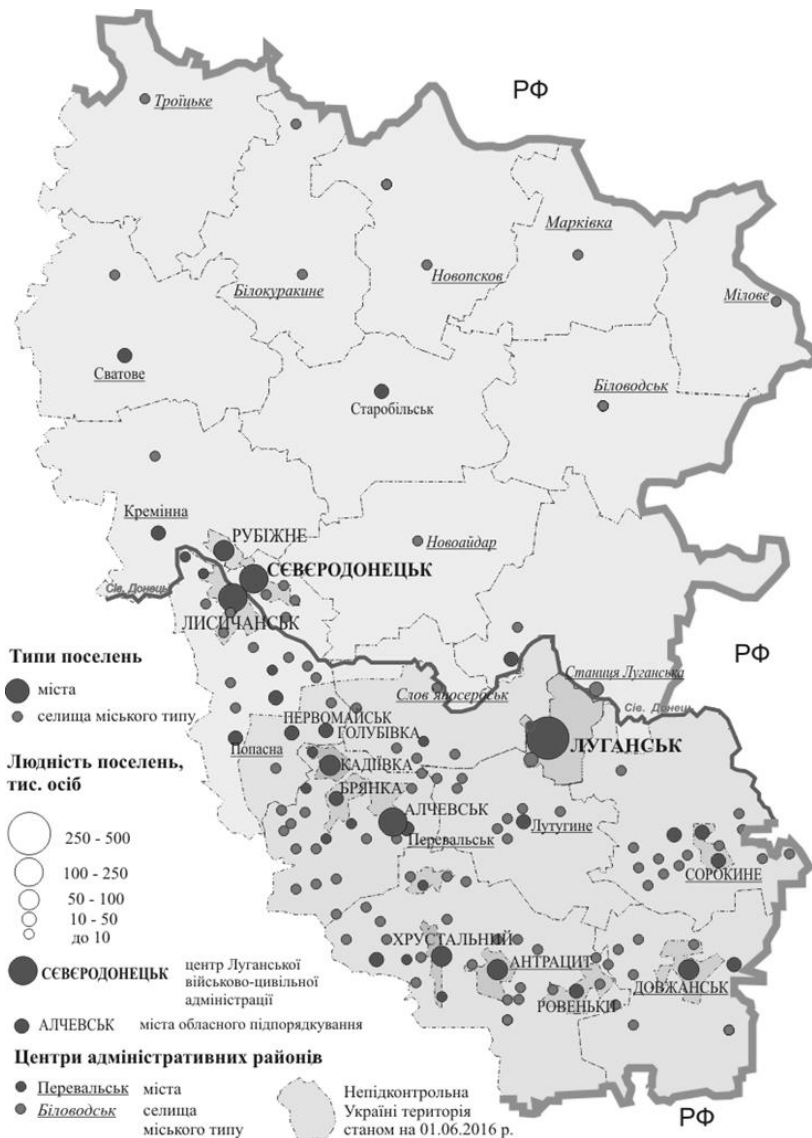 РФ
Троїцьке
Марківка
Новопсков
Білокуракине
Мілове
Сватове
Старобільськ
Біловодськ
Кремінна
РУБІЖНЕ
Новоайдар
СЄВЄРОДОНЕЦЬК
Сів. Донець
ЛИСИЧАНСЬК
РФ
Типи поселень
міста
селища міського типу
Станиця Луганська
Слов'яносербськ
Сів. Донець
ПЕРВОМАЙСЬК
ГОЛУБІВКА
Попасна
ЛУГАНСЬК
КАДІЇВКА
БРЯНКА
Людність поселень,
тис. осіб
250 - 500
100 - 250
50 - 100
10 - 50
до 10
АЛЧЕВСЬК
Перевальськ
Лутугине
СОРОКИНЕ
ХРУСТАЛЬНИЙ
АНТРАЦИТ
ДОВЖАНСЬК
РОВЕНЬКИ
СЄВЄРОДОНЕЦЬК
центр Луганської
військово-цивільної
адміністрації
АЛЧЕВСЬК
міста обласного підпорядкування
Центри адміністративних районів
Перевальськ міста
Біловодськ селища
міського типу
Непідконтрольна
Україні територія
станом на 01.06.2016 р.
РФ